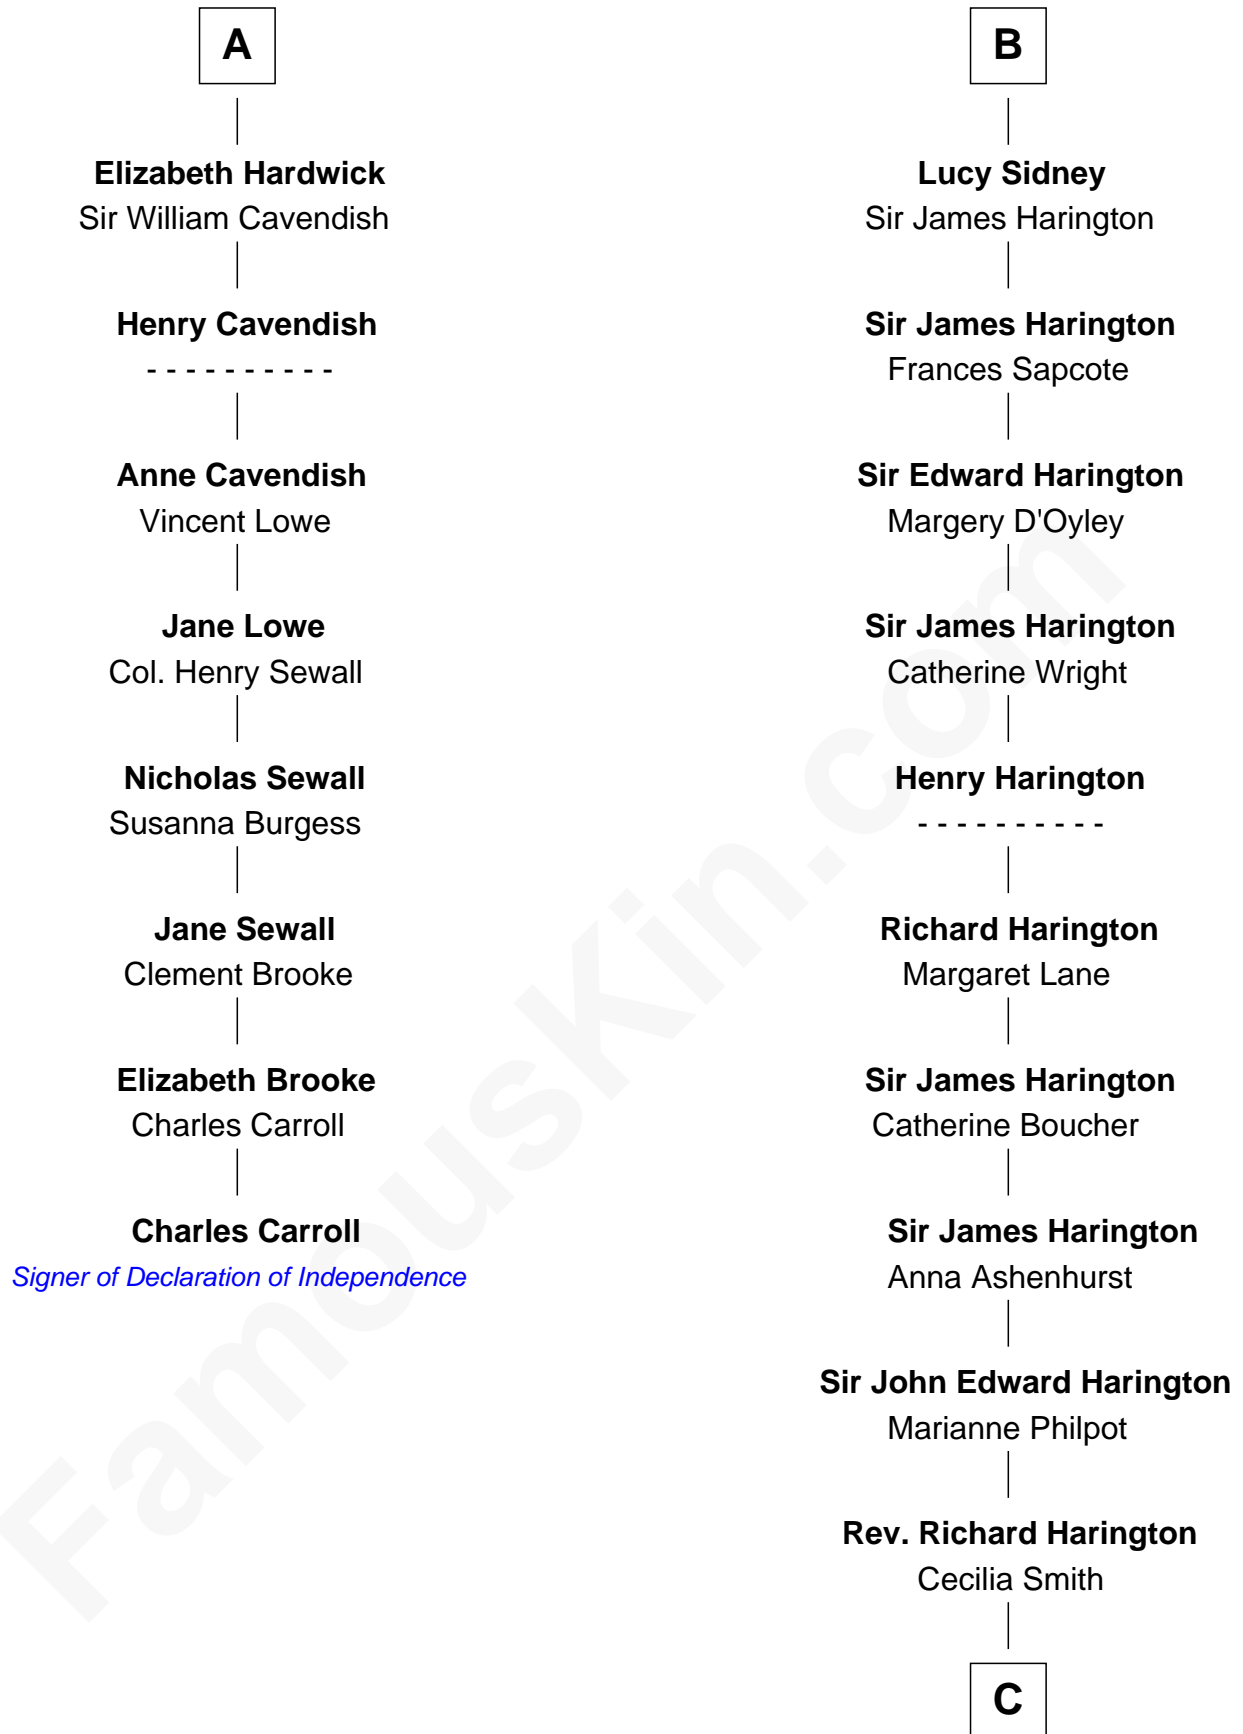 A
Elizabeth Hardwick
Sir William Cavendish
Henry Cavendish
- - - - - - - - - -
Anne Cavendish
Vincent Lowe
Jane Lowe
Col. Henry Sewall
Nicholas Sewall
Susanna Burgess
Jane Sewall
Clement Brooke
Elizabeth Brooke
Charles Carroll
Charles Carroll
Signer of Declaration of Independence
B
Lucy Sidney
Sir James Harington
Sir James Harington
Frances Sapcote
Sir Edward Harington
Margery D'Oyley
Sir James Harington
Catherine Wright
Henry Harington
- - - - - - - - - -
Richard Harington
Margaret Lane
Sir James Harington
Catherine Boucher
Sir James Harington
Anna Ashenhurst
Sir John Edward Harington
Marianne Philpot
Rev. Richard Harington
Cecilia Smith
C
FamousKin.com